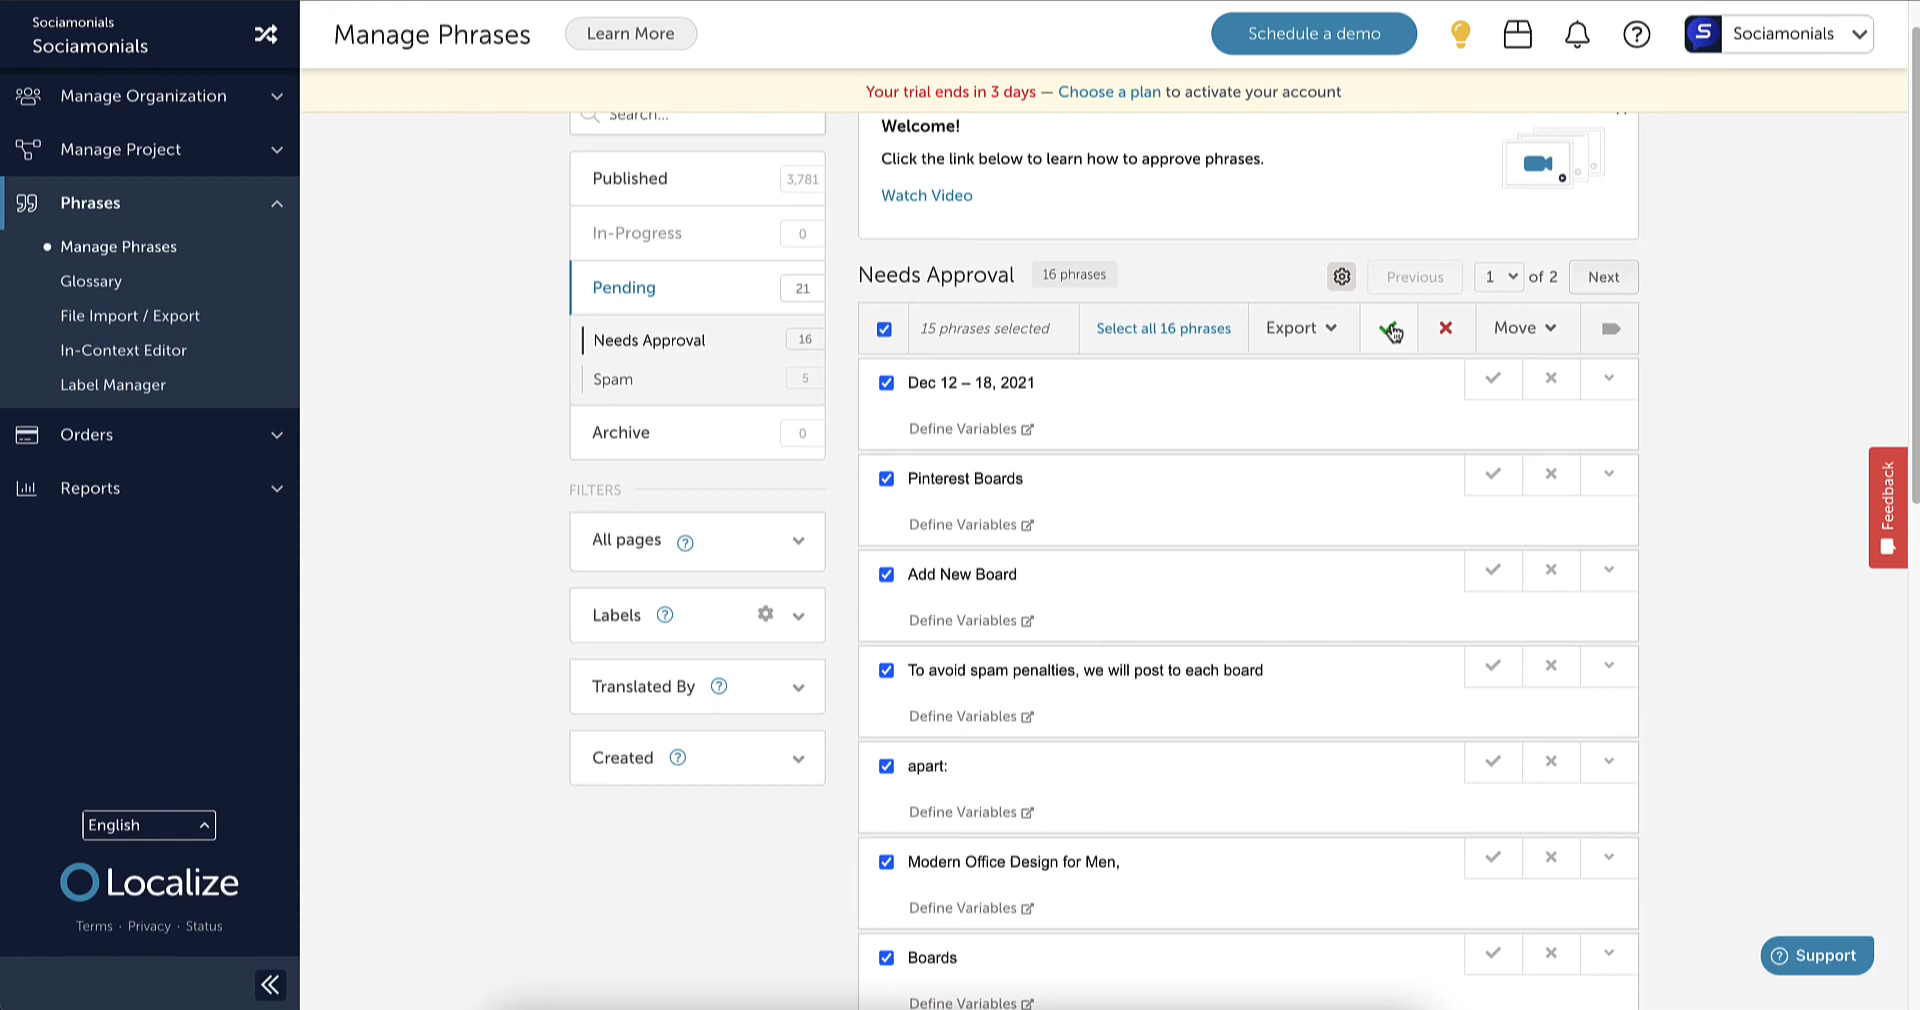 Sociamonials
Sociamonials
Manage Organization
Manage Project
Phrases
Manage Phrases
Glossary
File Import / Export
In-Context Editor
Label Manager
Orders
Reports
English
Localize
Terms · Privacy · Status
Manage Phrases
Learn More
Schedule a demo
S
Sociamonials
Your trial ends in 3 days — Choose a plan to activate your account
Search...
Published 3,781
In-Progress 0
Pending 21
Needs Approval 16
Spam 5
Archive 0
FILTERS
All pages ?
Labels ?
Translated By ?
Created ?
Welcome!
Click the link below to learn how to approve phrases.
Watch Video
Needs Approval 16 phrases
Previous 1 of 2 Next
15 phrases selected Select all 16 phrases Export Move
Dec 12 – 18, 2021
Define Variables
Pinterest Boards
Define Variables
Add New Board
Define Variables
To avoid spam penalties, we will post to each board
Define Variables
apart:
Define Variables
Modern Office Design for Men,
Define Variables
Boards
Define Variables
Feedback
? Support